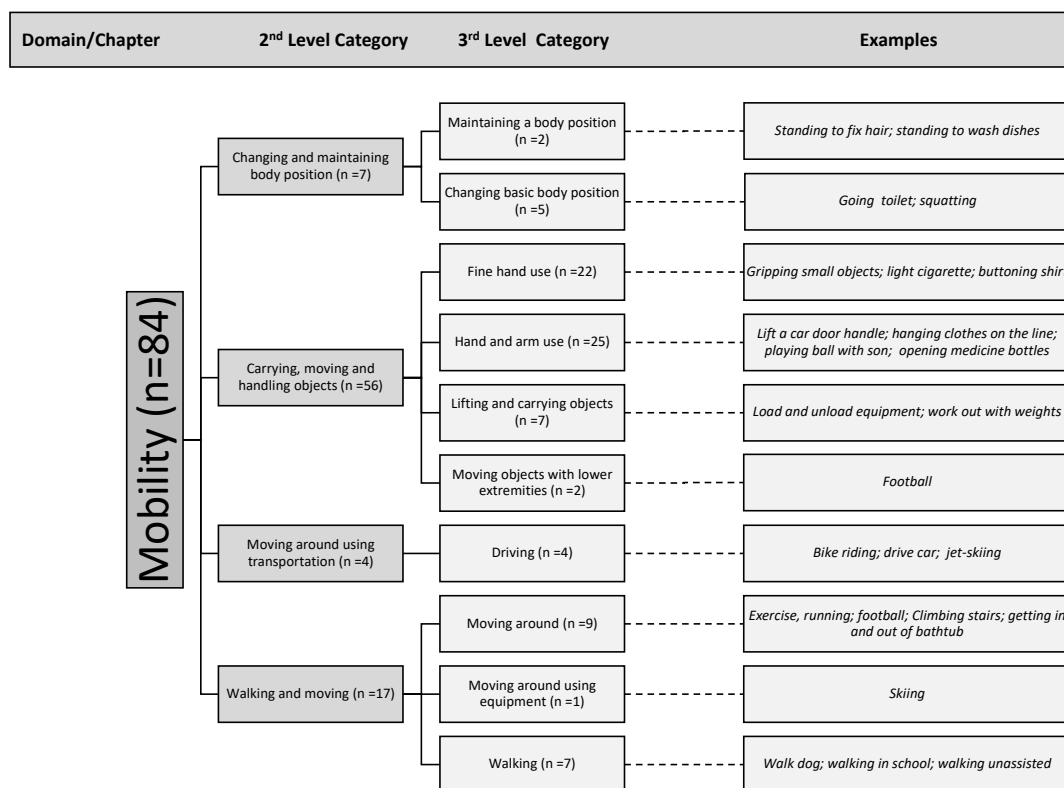 Domain/Chapter 2nd Level Category 3rd Level Category Examples
Mobility (n=84)
Changing and maintaining
body position (n =7)
Maintaining a body position
(n =2)
Standing to fix hair; standing to wash dishes
Changing basic body position
(n =5)
Going toilet; squatting
Carrying, moving and
handling objects (n =56)
Fine hand use (n =22)
Gripping small objects; light cigarette; buttoning shir
Hand and arm use (n =25)
Lift a car door handle; hanging clothes on the line;
playing ball with son; opening medicine bottles
Lifting and carrying objects
(n =7)
Load and unload equipment; work out with weights
Moving objects with lower
extremities (n =2)
Football
Moving around using
transportation (n =4)
Driving (n =4)
Bike riding; drive car; jet-skiing
Walking and moving (n =17)
Moving around (n =9)
Exercise, running; football; Climbing stairs; getting in
and out of bathtub
Moving around using
equipment (n =1)
Skiing
Walking (n =7)
Walk dog; walking in school; walking unassisted